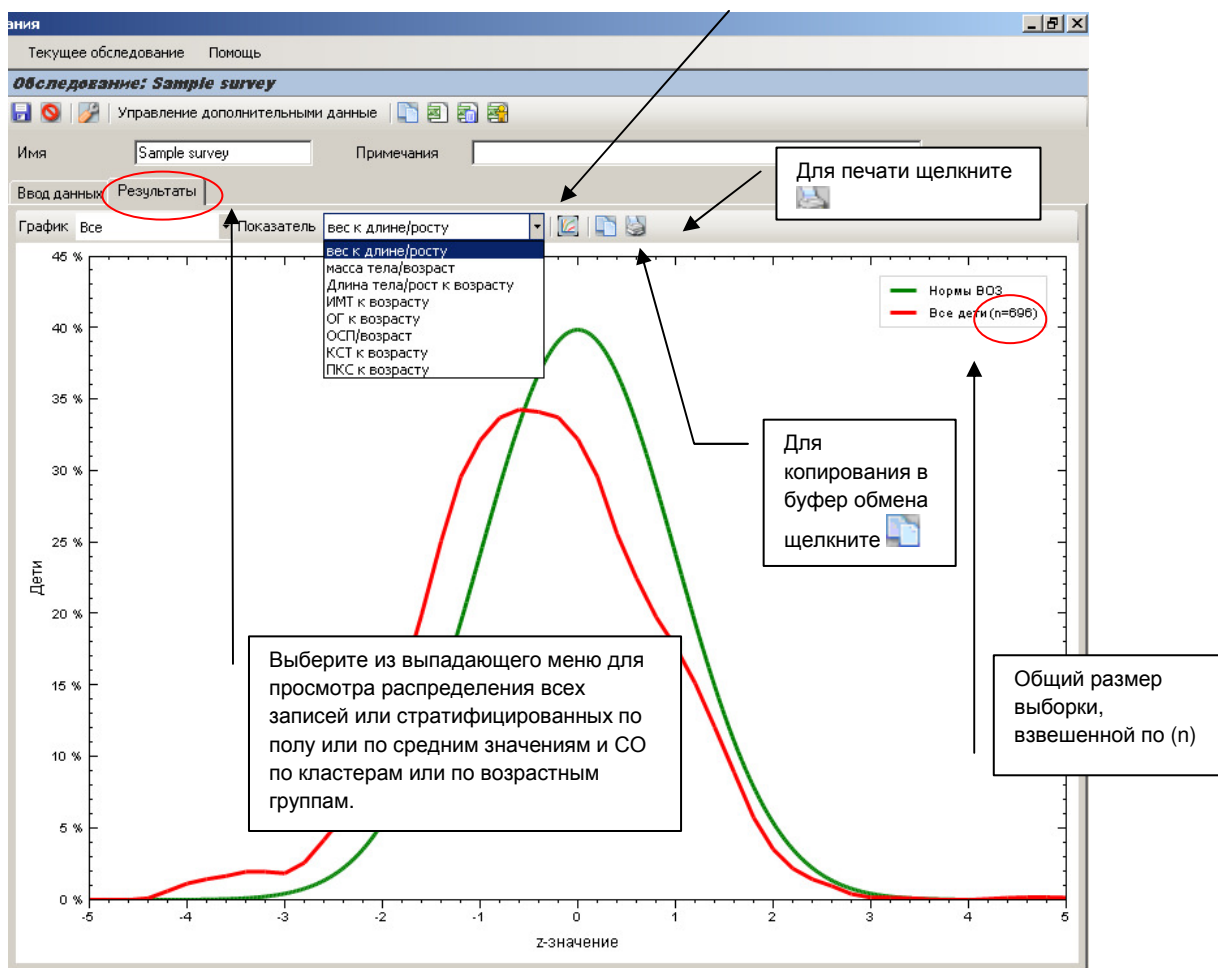 ания
Текущее обследование Помощь
Обследование: Sample survey
Управление дополнительными данные
Имя Sample survey Примечания
Ввод данных Результаты
Для печати щелкните
График Все Показатель вес к длине/росту
вес к длине/росту
масса тела/возраст
Длина тела/рост к возрасту
ИМТ к возрасту
ОГ к возрасту
ОСП/возраст
КСТ к возрасту
ПКС к возрасту
Нормы ВОЗ
Все дети (n=696)
45 %
40 %
35 %
30 %
25 %
20 %
15 %
10 %
5 %
0 %
Дети
Для
копирования в
буфер обмена
щелкните
Выберите из выпадающего меню для
просмотра распределения всех
записей или стратифицированных по
полу или по средним значениям и СО
по кластерам или по возрастным
группам.
Общий размер
выборки,
взвешенной по (n)
-5 -4 -3 -2 -1 0 1 2 3 4 5
z-значение